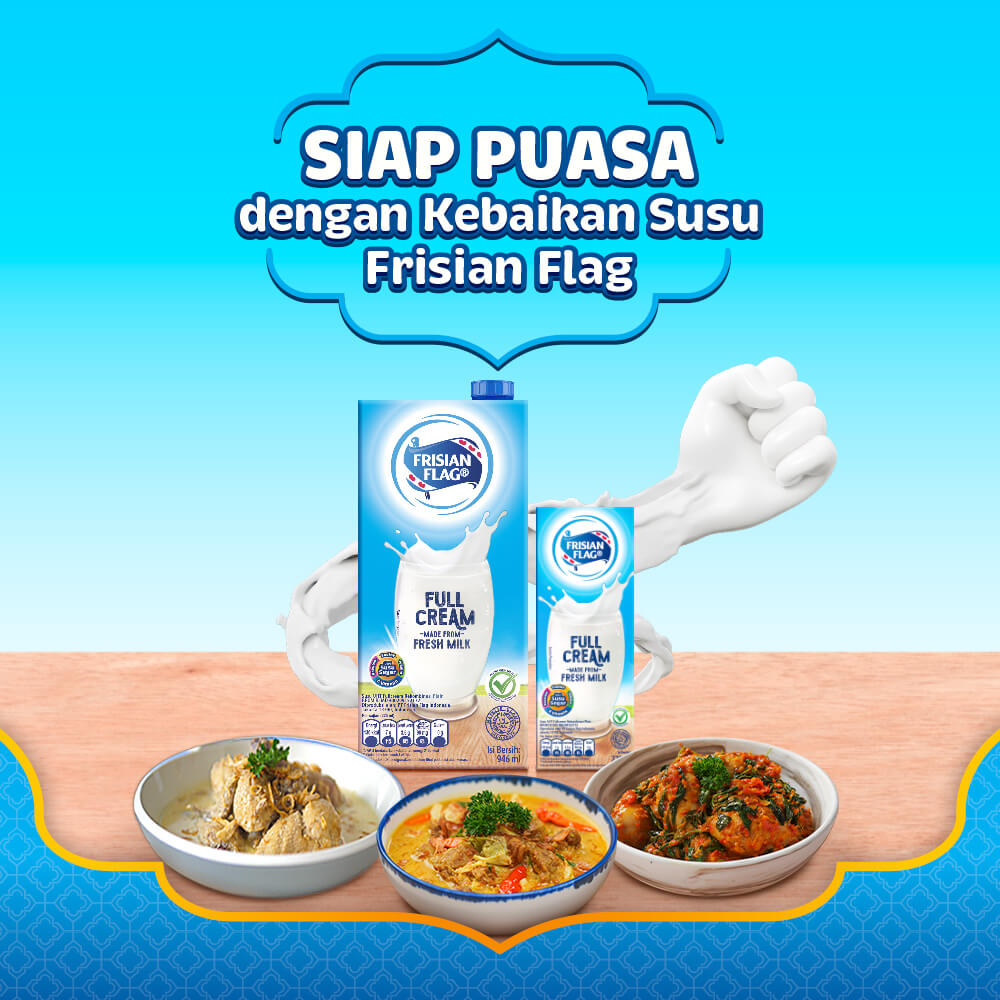 SIAP PUASA
dengan Kebaikan Susu
Frisian Flag
FRISIAN
FLAG®
FULL
CREAM
-MADE FROM-
FRESH MILK
Isi Bersih:
946 ml
FRISIAN
FLAG®
FULL
CREAM
-MADE FROM-
FRESH MILK